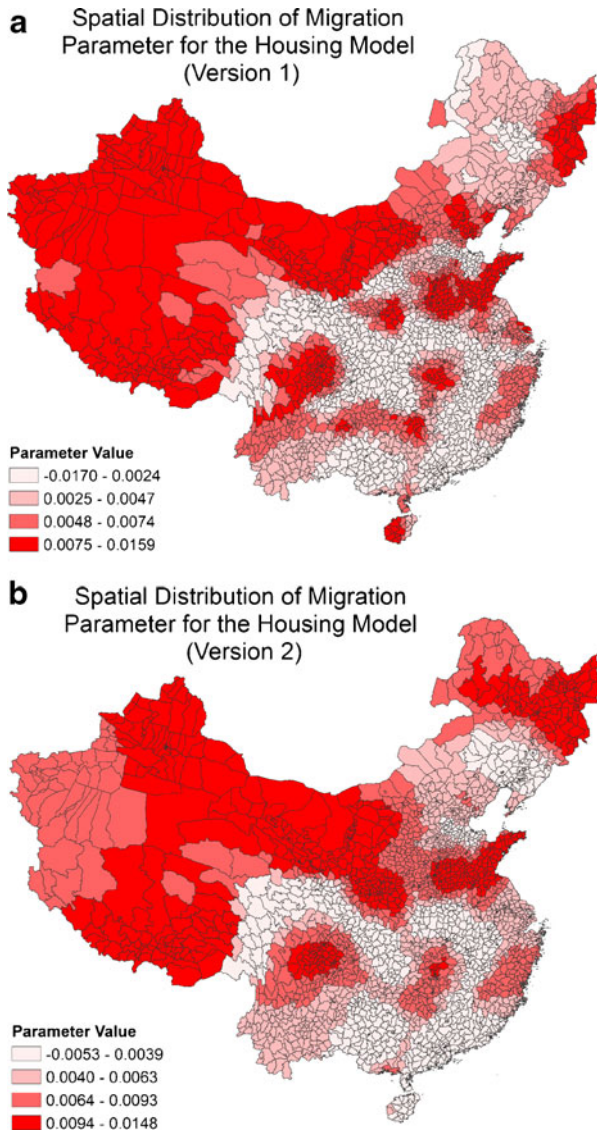 a
Spatial Distribution of Migration
Parameter for the Housing Model
(Version 1)
Parameter Value
-0.0170 - 0.0024
0.0025 - 0.0047
0.0048 - 0.0074
0.0075 - 0.0159
b
Spatial Distribution of Migration
Parameter for the Housing Model
(Version 2)
Parameter Value
-0.0053 - 0.0039
0.0040 - 0.0063
0.0064 - 0.0093
0.0094 - 0.0148